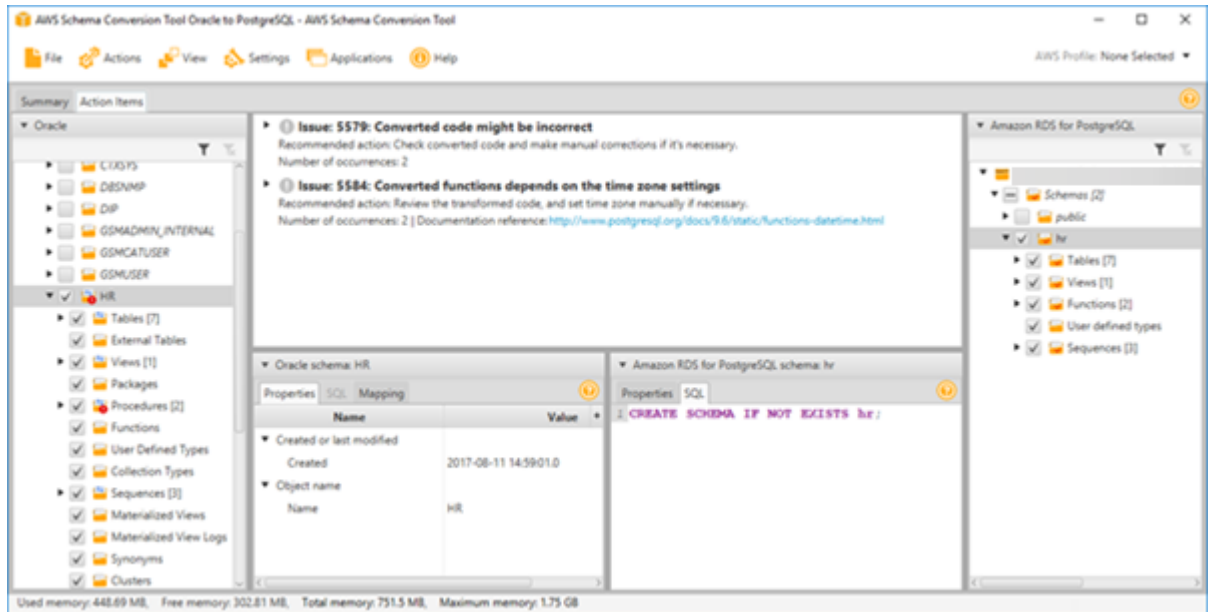 AWS Schema Conversion Tool Oracle to PostgreSQL - AWS Schema Conversion Tool
File Actions View Settings Applications Help
AWS Profile: None Selected
Summary Action Items
Oracle
CTXSYS
DBSNMP
DIP
GSMADMIN_INTERNAL
GSMCATUSER
GSMUSER
HR
Tables [7]
External Tables
Views [1]
Packages
Procedures [2]
Functions
User Defined Types
Collection Types
Sequences [3]
Materialized Views
Materialized View Logs
Synonyms
Clusters
Issue: 5579: Converted code might be incorrect
Recommended action: Check converted code and make manual corrections if it's necessary.
Number of occurrences: 2
Issue: 5584: Converted functions depends on the time zone settings
Recommended action: Review the transformed code, and set time zone manually if necessary.
Number of occurrences: 2 | Documentation reference: http://www.postgresql.org/docs/9.6/static/functions-datetime.html
Oracle schema: HR
Properties SQL Mapping
Name Value
Created or last modified
Created 2017-08-11 14:59:01.0
Object name
Name HR
Amazon RDS for PostgreSQL schema: hr
Properties SQL
1 CREATE SCHEMA IF NOT EXISTS hr;
Amazon RDS for PostgreSQL
Schemas [2]
public
hr
Tables [7]
Views [1]
Functions [2]
User defined types
Sequences [3]
Used memory: 448.69 MB, Free memory: 302.81 MB, Total memory: 751.5 MB, Maximum memory: 1.75 GB